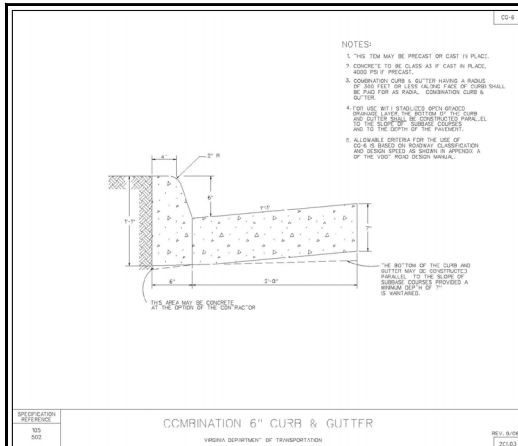 CG-6
NOTES:
1. THIS ITEM MAY BE PRECAST OR CAST IN PLACE.
2. CONCRETE TO BE CLASS A3 IF CAST IN PLACE,
4000 PSI IF PRECAST.
3. COMBINATION CURB & GUTTER HAVING A RADIUS
OF 300 FEET OR LESS (ALONG FACE OF CURB) SHALL
BE PAID FOR AS RADIAL COMBINATION CURB &
GUTTER.
4. FOR USE WITH STABILIZED OPEN GRADED
DRAINAGE LAYER, THE BOTTOM OF THE CURB
AND GUTTER SHALL BE CONSTRUCTED PARALLEL
TO THE SLOPE OF SUBBASE COURSES
AND TO THE DEPTH OF THE PAVEMENT.
5. ALLOWABLE CRITERIA FOR THE USE OF
CG-6 IS BASED ON ROADWAY CLASSIFICATION
AND DESIGN SPEED AS SHOWN IN APPENDIX A
OF THE VDOT ROAD DESIGN MANUAL.
4"
2" R
6"
1'-1"
7"
6"
2'-0"
THIS AREA MAY BE CONCRETE
AT THE OPTION OF THE CONTRACTOR
THE BOTTOM OF THE CURB AND
GUTTER MAY BE CONSTRUCTED
PARALLEL TO THE SLOPE OF
SUBBASE COURSES PROVIDED A
MINIMUM DEPTH OF 7"
IS MAINTAINED.
SPECIFICATION
REFERENCE
105
502
COMBINATION 6" CURB & GUTTER
VIRGINIA DEPARTMENT OF TRANSPORTATION
REV. 9/06
201.03